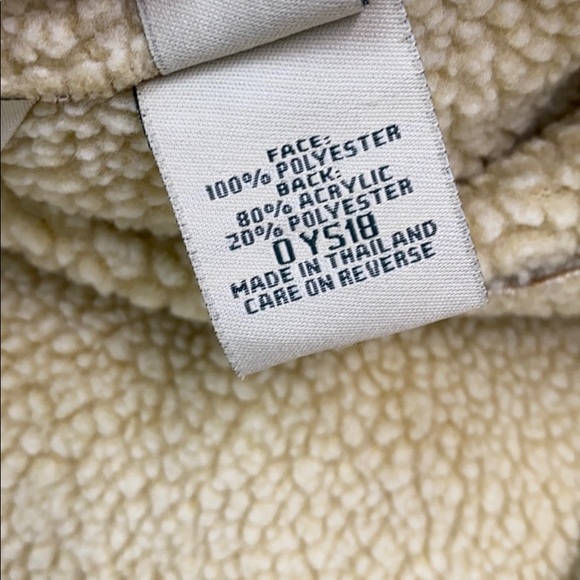 FACE:
100% POLYESTER
BACK:
80% ACRYLIC
20% POLYESTER
0 YS18
MADE IN THAILAND
CARE ON REVERSE